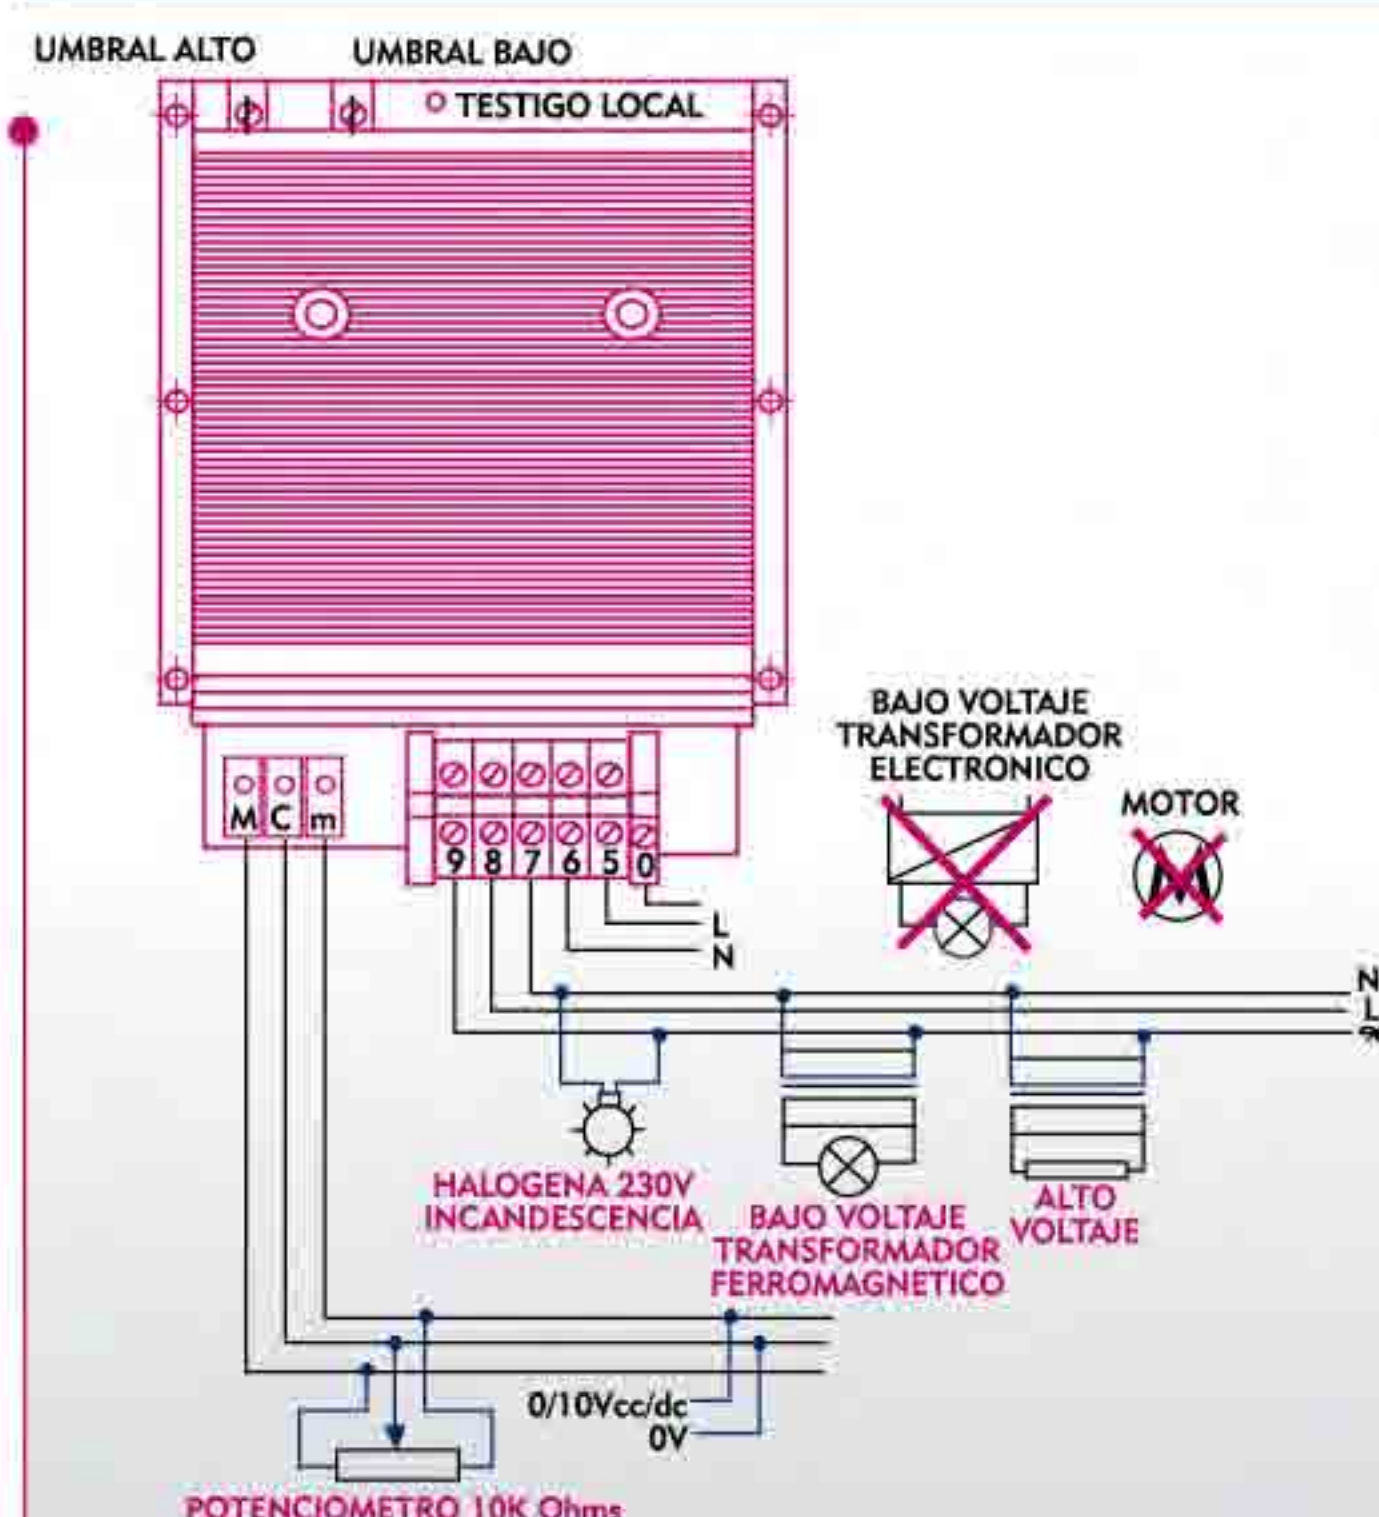 UMBRAL ALTO
UMBRAL BAJO
TESTIGO LOCAL
BAJO VOLTAJE
TRANSFORMADOR
ELECTRONICO
MOTOR
M
M C m
9 8 7 6 5 0
L
N
N
L
HALOGENA 230V
INCANDESCENCIA
BAJO VOLTAJE
TRANSFORMADOR
FERROMAGNETICO
ALTO
VOLTAJE
0/10Vcc/dc
0V
POTENCIOMETRO 10K Ohms